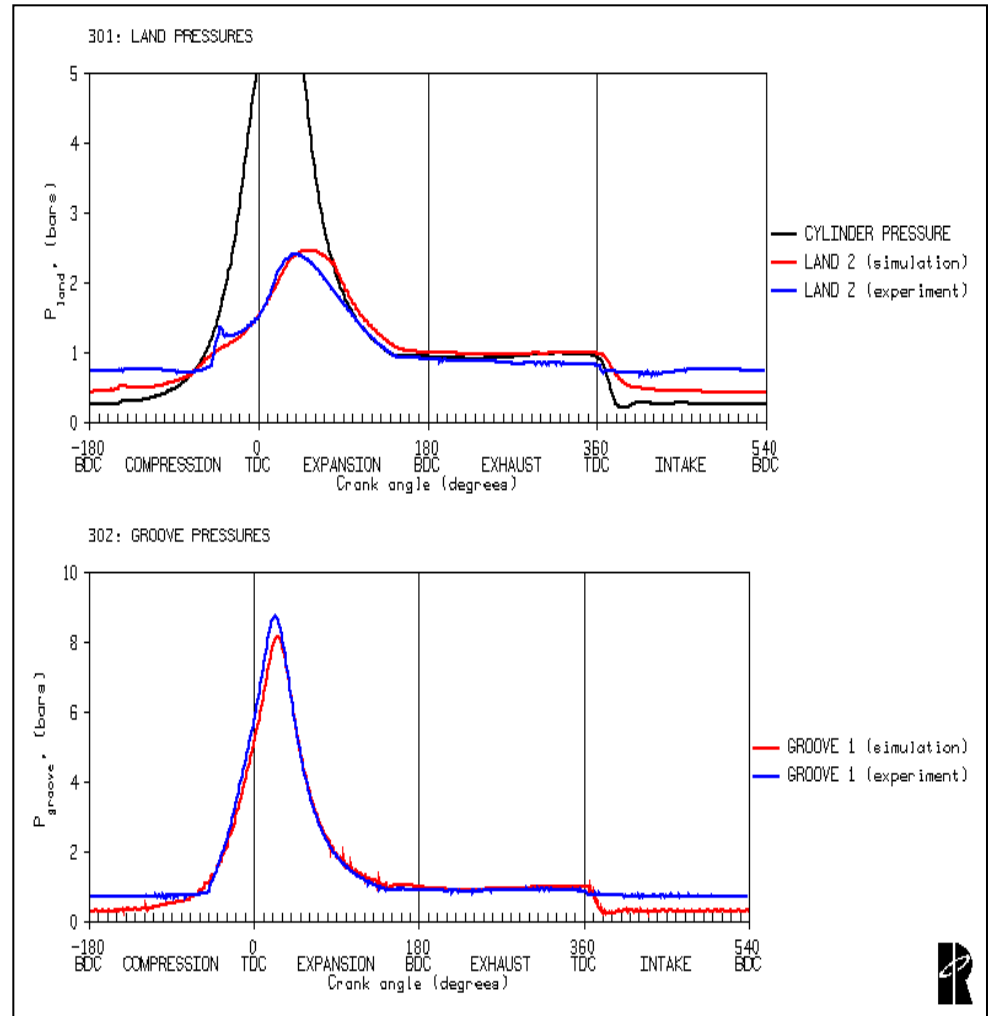 301: LAND PRESSURES
5
4
3
2
1
0
P land, (bars)
CYLINDER PRESSURE
LAND 2 (simulation)
LAND 2 (experiment)
-180 0 180 360 540
BDC COMPRESSION TDC EXPANSION BDC EXHAUST TDC INTAKE BDC
Crank angle (degrees)
302: GROOVE PRESSURES
10
8
6
4
2
0
P groove, (bars)
GROOVE 1 (simulation)
GROOVE 1 (experiment)
-180 0 180 360 540
BDC COMPRESSION TDC EXPANSION BDC EXHAUST TDC INTAKE BDC
Crank angle (degrees)
R